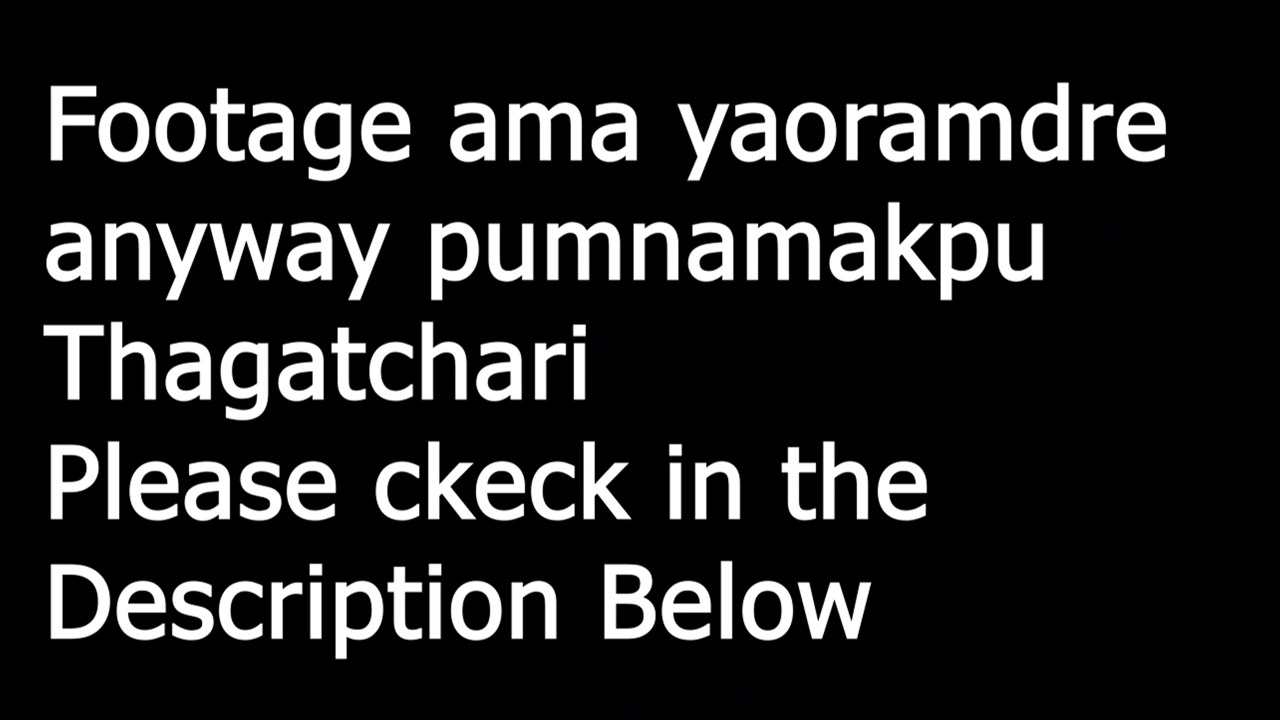 Footage ama yaoramdre
anyway pumnamakpu
Thagatchari
Please ckeck in the
Description Below